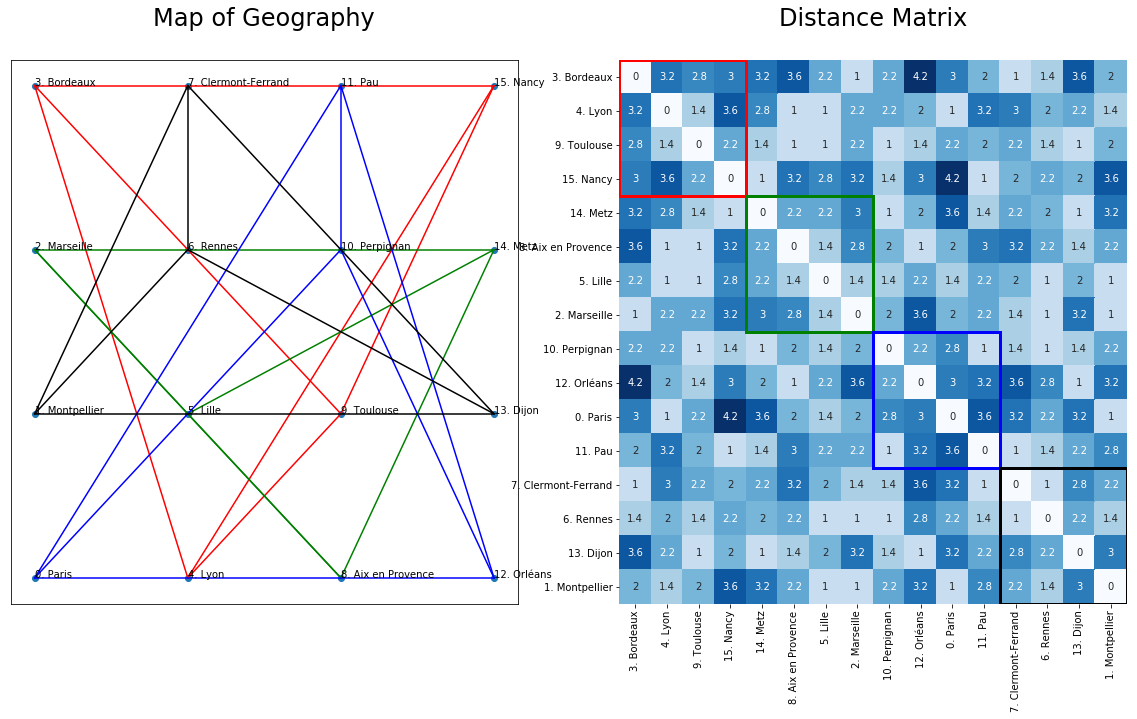 Map of Geography
3. Bordeaux
7. Clermont-Ferrand
11. Pau
15. Nancy
2. Marseille
6. Rennes
10. Perpignan
14. Metz
1. Montpellier
5. Lille
9. Toulouse
13. Dijon
0. Paris
4. Lyon
8. Aix en Provence
12. Orléans
Distance Matrix
3. Bordeaux 0 3.2 2.8 3 3.2 3.6 2.2 1 2.2 4.2 3 2 1 1.4 3.6 2
4. Lyon 3.2 0 1.4 3.6 2.8 1 1 2.2 2.2 2 1 3.2 3 2 2.2 1.4
9. Toulouse 2.8 1.4 0 2.2 1.4 1 1 2.2 1 1.4 2.2 2 2.2 1.4 1 2
15. Nancy 3 3.6 2.2 0 1 3.2 2.8 3.2 1.4 3 4.2 1 2 2.2 2 3.6
14. Metz 3.2 2.8 1.4 1 0 2.2 2.2 3 1 2 3.6 1.4 2.2 2 1 3.2
8. Aix en Provence 3.6 1 1 3.2 2.2 0 1.4 2.8 2 1 2 3 3.2 2.2 1.4 2.2
5. Lille 2.2 1 1 2.8 2.2 1.4 0 1.4 1.4 2.2 1.4 2.2 2 1 2 1
2. Marseille 1 2.2 2.2 3.2 3 2.8 1.4 0 2 3.6 2 2.2 1.4 1 3.2 1
10. Perpignan 2.2 2.2 1 1.4 1 2 1.4 2 0 2.2 2.8 1 1.4 1 1.4 2.2
12. Orléans 4.2 2 1.4 3 2 1 2.2 3.6 2.2 0 3 3.2 3.6 2.8 1 3.2
0. Paris 3 1 2.2 4.2 3.6 2 1.4 2 2.8 3 0 3.6 3.2 2.2 3.2 1
11. Pau 2 3.2 2 1 1.4 3 2.2 2.2 1 3.2 3.6 0 1 1.4 2.2 2.8
7. Clermont-Ferrand 1 3 2.2 2 2.2 3.2 2 1.4 1.4 3.6 3.2 1 0 1 2.8 2.2
6. Rennes 1.4 2 1.4 2.2 2 2.2 1 1 1 2.8 2.2 1.4 1 0 2.2 1.4
13. Dijon 3.6 2.2 1 2 1 1.4 2 3.2 1.4 1 3.2 2.2 2.8 2.2 0 3
1. Montpellier 2 1.4 2 3.6 3.2 2.2 1 1 2.2 3.2 1 2.8 2.2 1.4 3 0
3. Bordeaux
4. Lyon
9. Toulouse
15. Nancy
14. Metz
8. Aix en Provence
5. Lille
2. Marseille
10. Perpignan
12. Orléans
0. Paris
11. Pau
7. Clermont-Ferrand
6. Rennes
13. Dijon
1. Montpellier